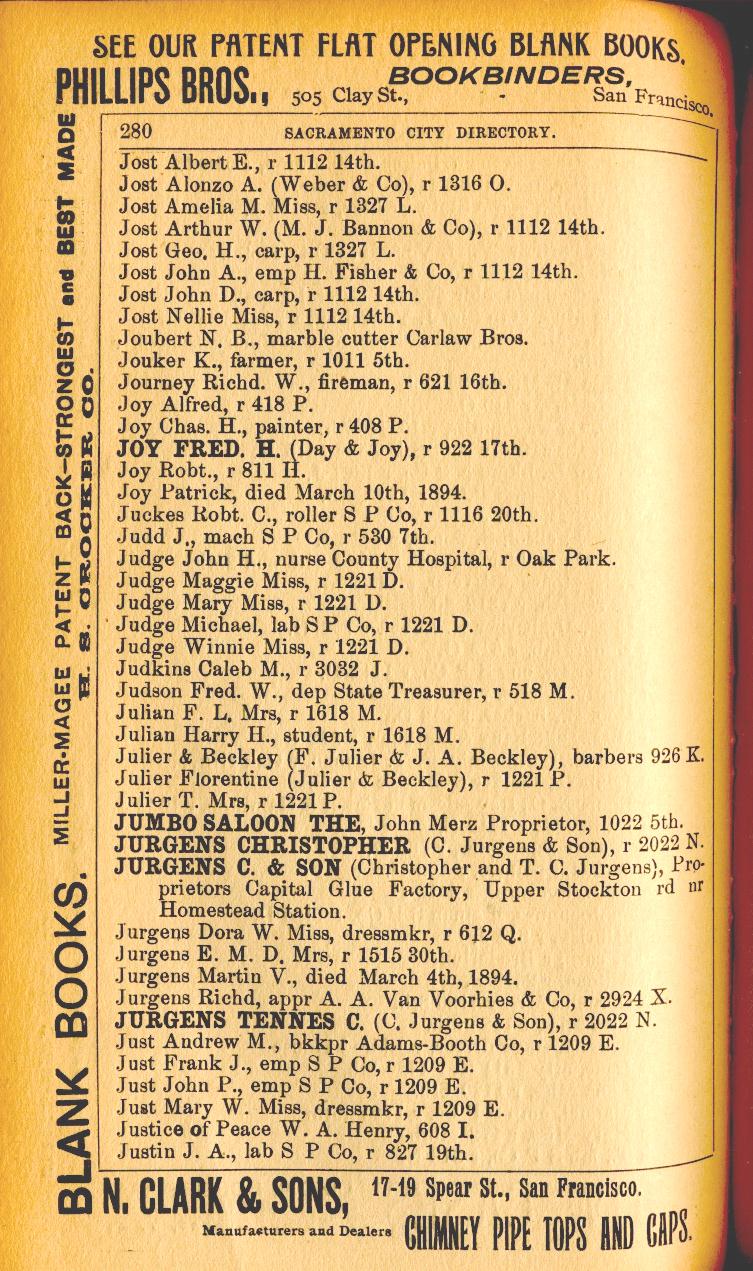 SEE OUR PATENT FLAT OPENING BLANK BOOKS.
PHILLIPS BROS., 505 Clay St., BOOKBINDERS, - San Francisco.
BLANK BOOKS. MILLER-MAGEE PATENT BACK—STRONGEST and BEST MADE
H. S. CROCKER CO.
280 SACRAMENTO CITY DIRECTORY.
Jost Albert E., r 1112 14th.
Jost Alonzo A. (Weber & Co), r 1316 O.
Jost Amelia M. Miss, r 1327 L.
Jost Arthur W. (M. J. Bannon & Co), r 1112 14th.
Jost Geo. H., carp, r 1327 L.
Jost John A., emp H. Fisher & Co, r 1112 14th.
Jost John D., carp, r 1112 14th.
Jost Nellie Miss, r 1112 14th.
Joubert N. B., marble cutter Carlaw Bros.
Jouker K., farmer, r 1011 5th.
Journey Richd. W., fireman, r 621 16th.
Joy Alfred, r 418 P.
Joy Chas. H., painter, r 408 P.
JOY FRED. H. (Day & Joy), r 922 17th.
Joy Robt., r 811 H.
Joy Patrick, died March 10th, 1894.
Juckes Robt. C., roller S P Co, r 1116 20th.
Judd J., mach S P Co, r 530 7th.
Judge John H., nurse County Hospital, r Oak Park.
Judge Maggie Miss, r 1221 D.
Judge Mary Miss, r 1221 D.
Judge Michael, lab S P Co, r 1221 D.
Judge Winnie Miss, r 1221 D.
Judkins Caleb M., r 3032 J.
Judson Fred. W., dep State Treasurer, r 518 M.
Julian F. L. Mrs, r 1618 M.
Julian Harry H., student, r 1618 M.
Julier & Beckley (F. Julier & J. A. Beckley), barbers 926 K.
Julier Florentine (Julier & Beckley), r 1221 P.
Julier T. Mrs, r 1221 P.
JUMBO SALOON THE, John Merz Proprietor, 1022 5th.
JURGENS CHRISTOPHER (C. Jurgens & Son), r 2022 N.
JURGENS C. & SON (Christopher and T. C. Jurgens), Pro-
prietors Capital Glue Factory, Upper Stockton rd nr
Homestead Station.
Jurgens Dora W. Miss, dressmkr, r 612 Q.
Jurgens E. M. D. Mrs, r 1515 30th.
Jurgens Martin V., died March 4th, 1894.
Jurgens Richd, appr A. A. Van Voorhies & Co, r 2924 X.
JURGENS TENNES C. (C. Jurgens & Son), r 2022 N.
Just Andrew M., bkkpr Adams-Booth Co, r 1209 E.
Just Frank J., emp S P Co, r 1209 E.
Just John P., emp S P Co, r 1209 E.
Just Mary W. Miss, dressmkr, r 1209 E.
Justice of Peace W. A. Henry, 608 I.
Justin J. A., lab S P Co, r 827 19th.
N. CLARK & SONS, 17-19 Spear St., San Francisco.
Manufacturers and Dealers CHIMNEY PIPE TOPS AND CAPS.